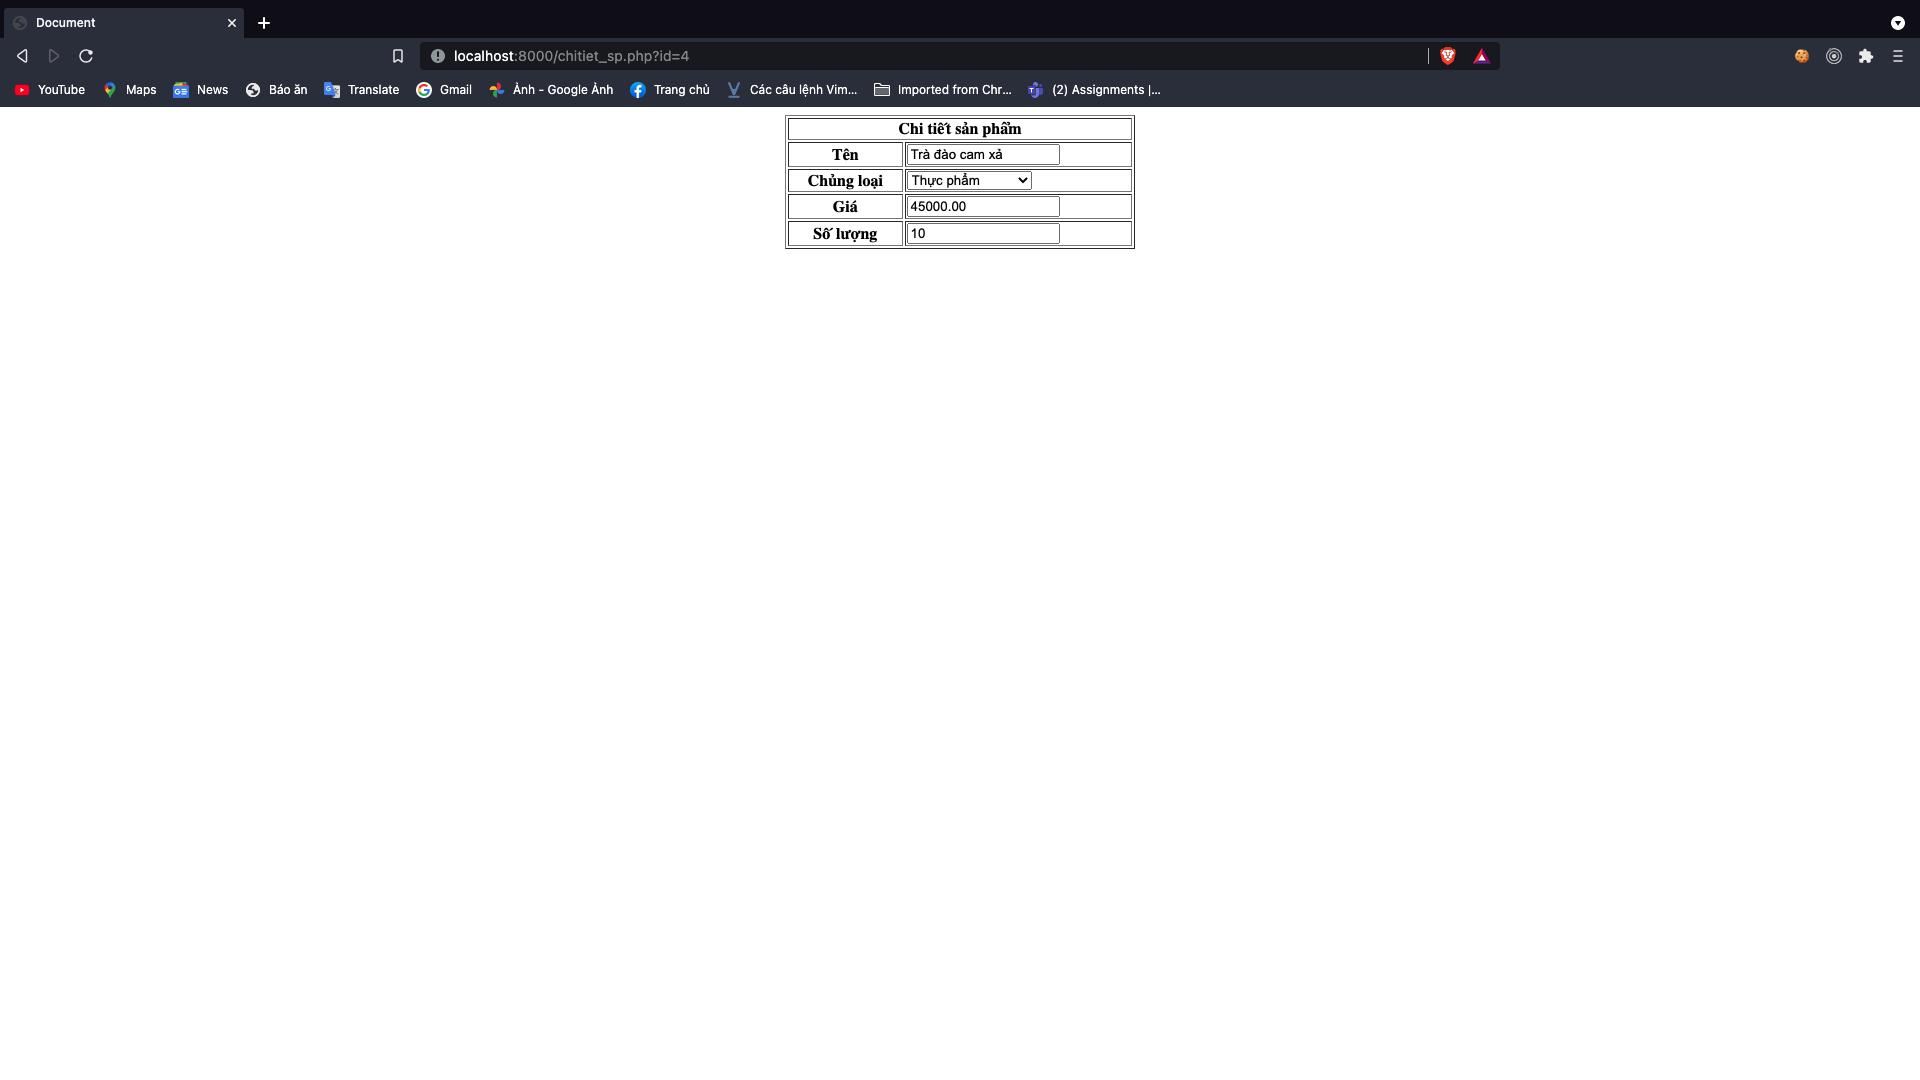 Document
localhost:8000/chitiet_sp.php?id=4
YouTube Maps News Báo ăn Translate Gmail Ảnh - Google Ảnh Trang chủ Các câu lệnh Vim... Imported from Chr... (2) Assignments |...
Chi tiết sản phẩm
Tên Trà đào cam xả
Chủng loại Thực phẩm
Giá 45000.00
Số lượng 10